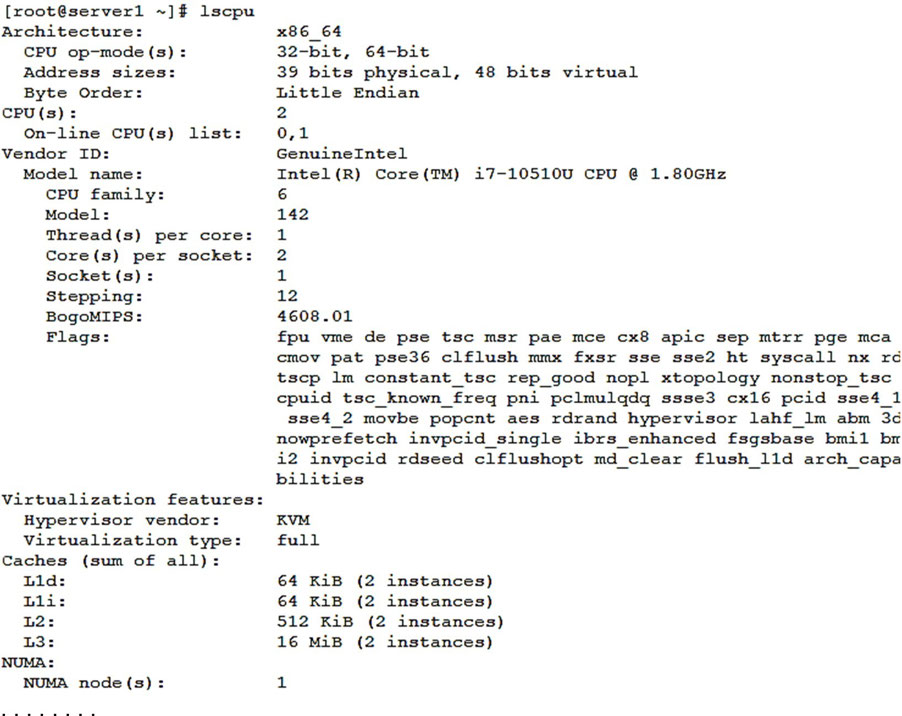 [root@server1 ~]# lscpu
Architecture: x86_64
CPU op-mode(s): 32-bit, 64-bit
Address sizes: 39 bits physical, 48 bits virtual
Byte Order: Little Endian
CPU(s): 2
On-line CPU(s) list: 0,1
Vendor ID: GenuineIntel
Model name: Intel(R) Core(TM) i7-10510U CPU @ 1.80GHz
CPU family: 6
Model: 142
Thread(s) per core: 1
Core(s) per socket: 2
Socket(s): 1
Stepping: 12
BogoMIPS: 4608.01
Flags: fpu vme de pse tsc msr pae mce cx8 apic sep mtrr pge mca
cmov pat pse36 clflush mmx fxsr sse sse2 ht syscall nx rd
tscp lm constant_tsc rep_good nopl xtopology nonstop_tsc
cpuid tsc_known_freq pni pclmulqdq ssse3 cx16 pcid sse4_1
sse4_2 movbe popcnt aes rdrand hypervisor lahf_lm abm 3d
nowprefetch invpcid_single ibrs_enhanced fsgsbase bmi1 bm
i2 invpcid rdseed clflushopt md_clear flush_l1d arch_capa
bilities
Virtualization features:
Hypervisor vendor: KVM
Virtualization type: full
Caches (sum of all):
L1d: 64 KiB (2 instances)
L1i: 64 KiB (2 instances)
L2: 512 KiB (2 instances)
L3: 16 MiB (2 instances)
NUMA:
NUMA node(s): 1
. . . . . . . .